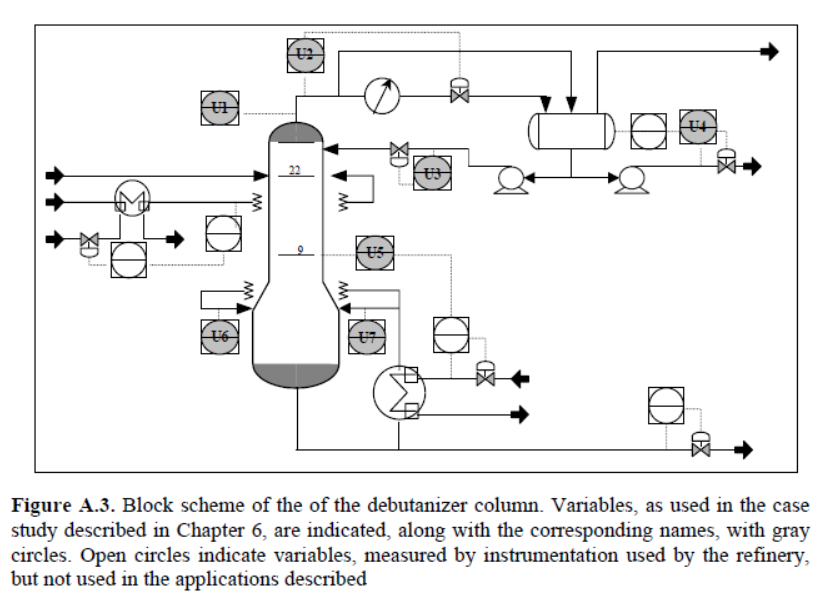 U2
U1
U4
22
U3
9
U5
U6
U7
Figure A.3. Block scheme of the of the debutanizer column. Variables, as used in the case
study described in Chapter 6, are indicated, along with the corresponding names, with gray
circles. Open circles indicate variables, measured by instrumentation used by the refinery,
but not used in the applications described